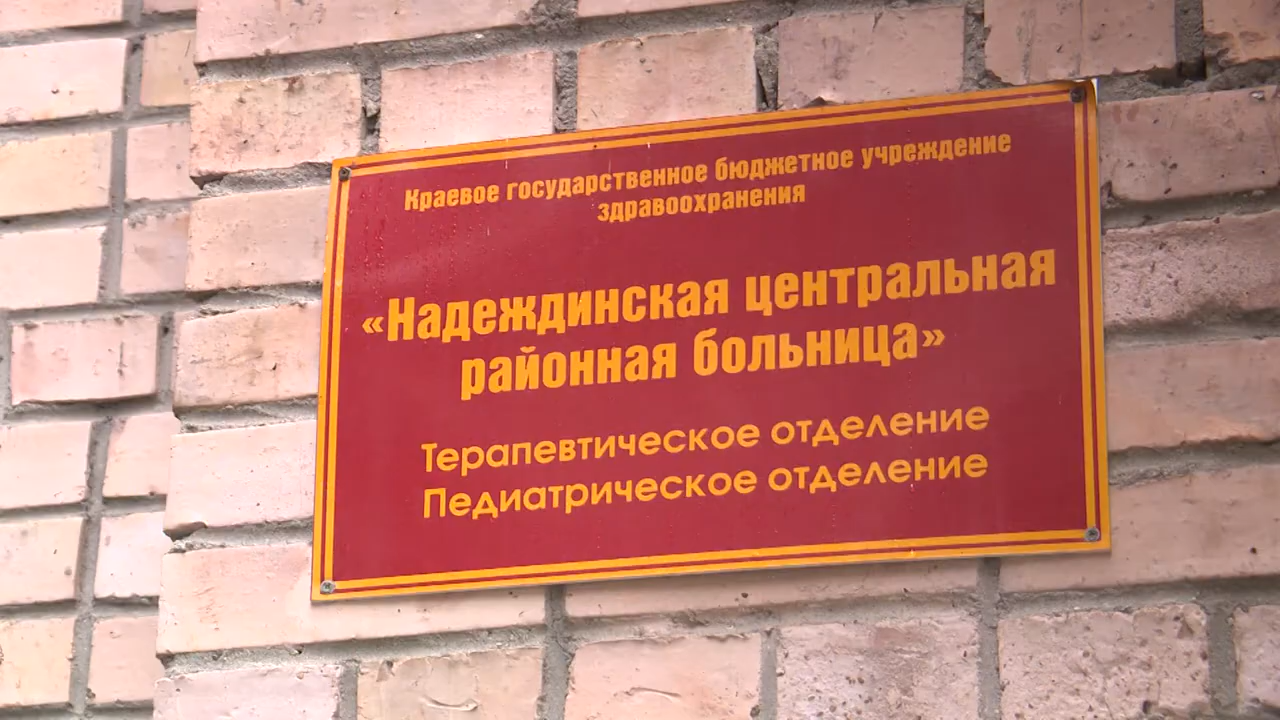 Краевое государственное бюджетное учреждение
здравоохранения
«Надеждинская центральная
районная больница»
Терапевтическое отделение
Педиатрическое отделение